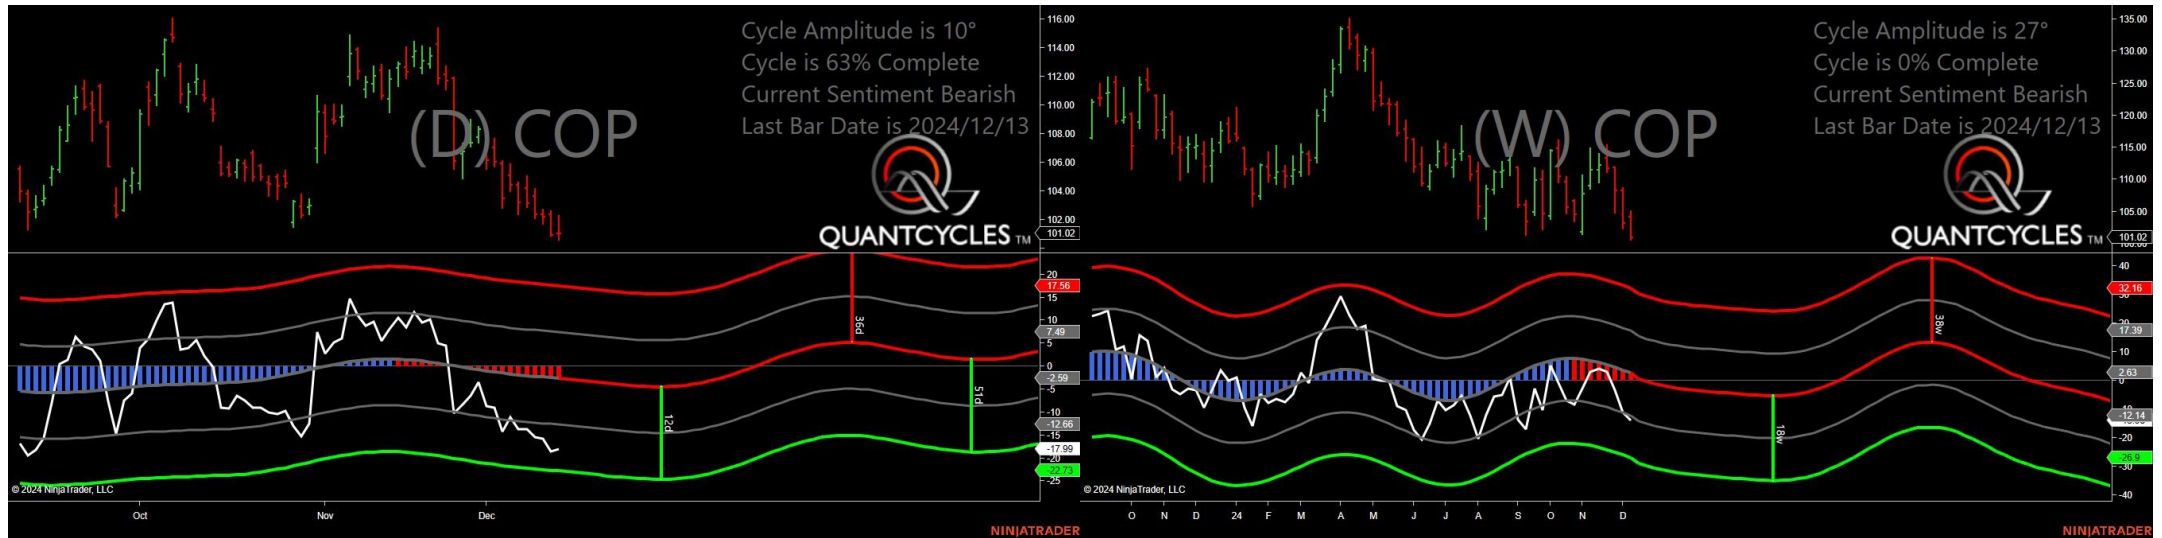 Cycle Amplitude is 10°
Cycle is 63% Complete
Current Sentiment Bearish
Last Bar Date is 2024/12/13
(D) COP
QUANTCYCLES TM
116.00
114.00
112.00
110.00
108.00
106.00
104.00
102.00
101.02
20
17.56
15
10
7.49
5
0
-2.59
-5
-10
-12.66
-15
-17.99
-20
-22.73
-25
36d
12d
51d
© 2024 NinjaTrader, LLC
Oct Nov Dec
NINJATRADER
Cycle Amplitude is 27°
Cycle is 0% Complete
Current Sentiment Bearish
Last Bar Date is 2024/12/13
(W) COP
QUANTCYCLES TM
135.00
130.00
125.00
120.00
115.00
110.00
105.00
101.02
40
32.16
17.39
10
2.63
0
-12.14
-20
-26.9
-30
-40
38w
18w
© 2024 NinjaTrader, LLC
O N D 24 F M A M J J A S O N D
NINJATRADER